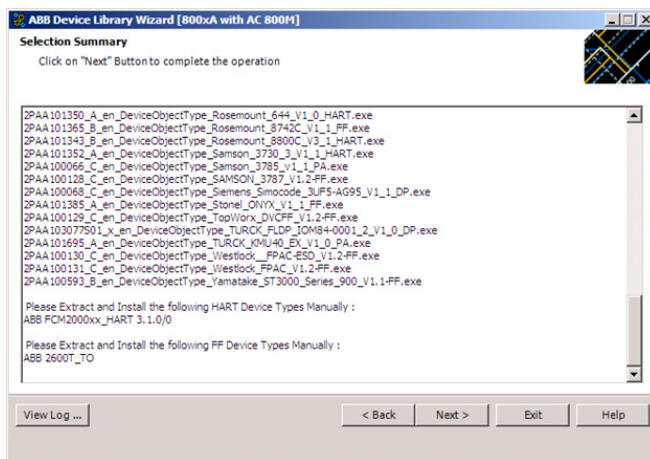 ABB Device Library Wizard [800xA with AC 800M]
Selection Summary
Click on "Next" Button to complete the operation
2PAA101350_A_en_DeviceObjectType_Rosemount_644_V1_0_HART.exe
2PAA101365_B_en_DeviceObjectType_Rosemount_8742C_V1_1_FF.exe
2PAA101343_B_en_DeviceObjectType_Rosemount_8800C_V3_1_HART.exe
2PAA101352_A_en_DeviceObjectType_Samson_3730_3_V1_1_HART.exe
2PAA100066_C_en_DeviceObjectType_Samson_3785_v1_1_PA.exe
2PAA100128_C_en_DeviceObjectType_SAMSON_3787_V1.2-FF.exe
2PAA100068_C_en_DeviceObjectType_Siemens_Simocode_3UF5-AG95_V1_1_DP.exe
2PAA101385_A_en_DeviceObjectType_Stonel_ONYX_V1_1_FF.exe
2PAA100129_C_en_DeviceObjectType_TopWorx_DVCFF_V1.2-FF.exe
2PAA103077S01_x_en_DeviceObjectType_TURCK_FLDP_IOM84-0001_2_V1_0_DP.exe
2PAA101695_A_en_DeviceObjectType_TURCK_KMU40_EX_V1_0_PA.exe
2PAA100130_C_en_DeviceObjectType_Westlock__FPAC-ESD_V1.2-FF.exe
2PAA100131_C_en_DeviceObjectType_Westlock_FPAC_V1.2-FF.exe
2PAA100593_B_en_DeviceObjectType_Yamatake_ST3000_Series_900_V1.1-FF.exe
Please Extract and Install the following HART Device Types Manually :
ABB FCM2000xx_HART 3.1.0/0
Please Extract and Install the following FF Device Types Manually :
ABB 2600T_TO
View Log ...
< Back
Next >
Exit
Help